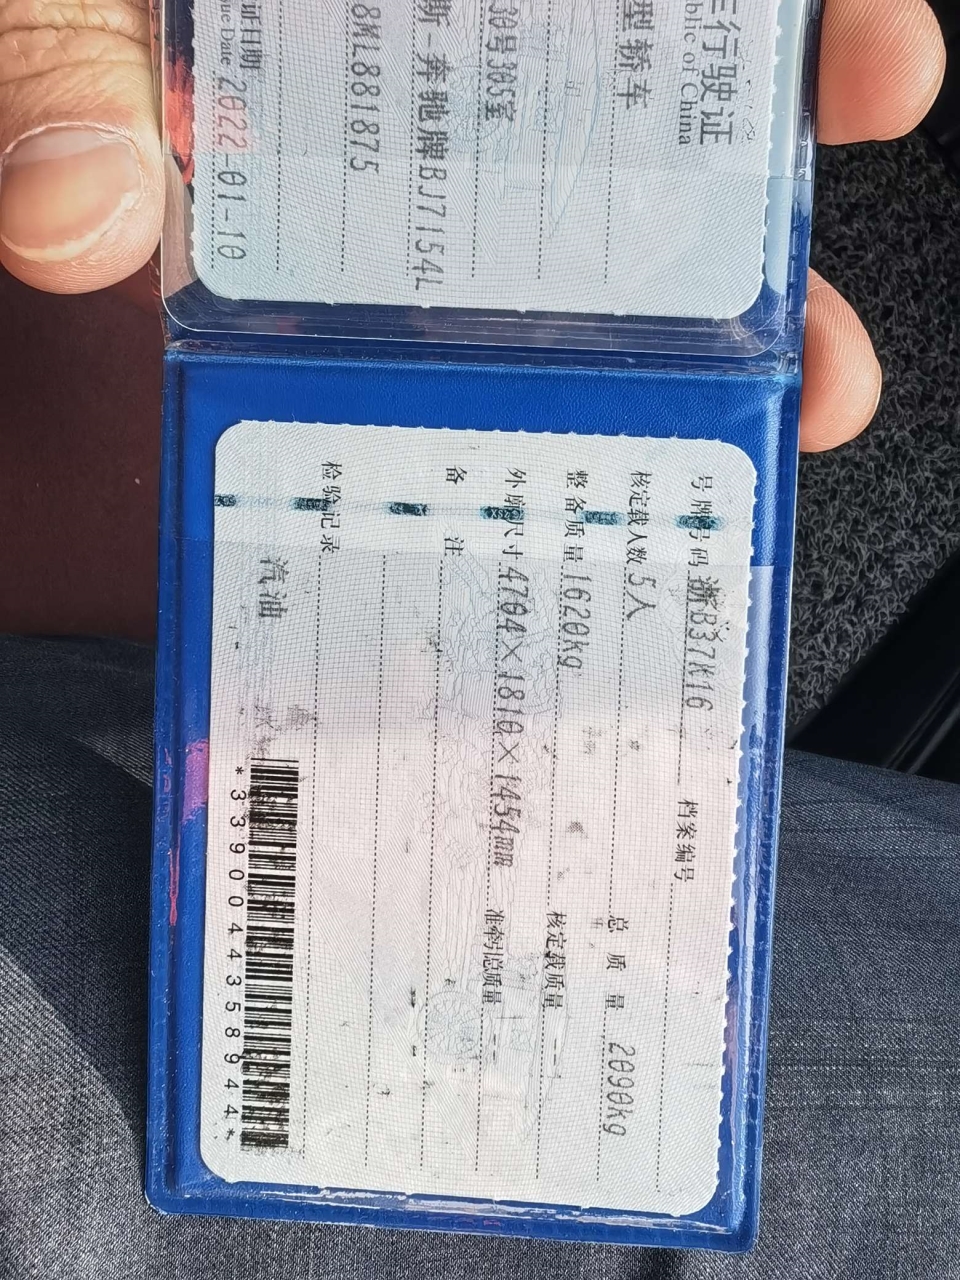 行驶证
blic of China
型轿车
30号305室
斯-奔驰牌BJ7154L
8ML881875
证日期 2022-01-10
ue Date
号牌号码 浙B37K16 档案编号
核定载人数 5人 总质量 2090kg
整备质量 1620kg 核定载质量 --
外廓尺寸 4704×1810×1454mm 准牵引总质量 --
备注
检验记录
汽油
*3390044358944*